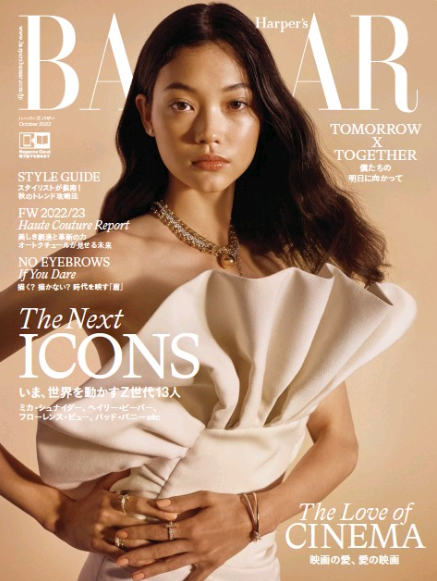 Harper's
BAZAAR
October 2022
TOMORROW
X
TOGETHER
僕たちの
明日に向かって
STYLE GUIDE
スタイリストが義務!
秋のトレンド攻略法
FW 2022/23
Haute Couture Report
美しき創造と革新の力
オートクチュールが見せる未来
NO EYEBROWS
If You Dare
描く? 描かない? 時代を映す「眉」
The Next
ICONS
いま、世界を動かすZ世代13人
ミカ・シュナイダー、ヘイリー・ビーバー、
フローレンス・ピュー、バッド・バニー etc
The Love of
CINEMA
映画の愛、愛の映画